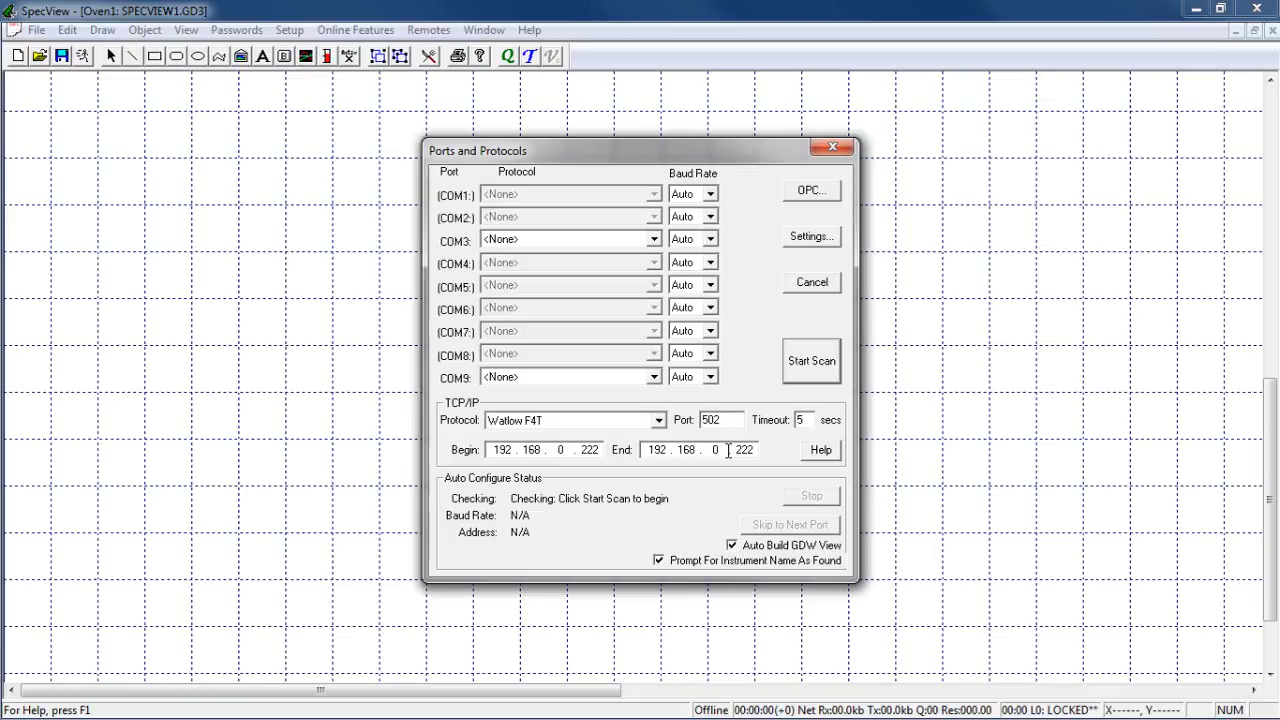 SpecView - [Oven1: SPECVIEW1.GD3]
File Edit Draw Object View Passwords Setup Online Features Remotes Window Help
A B Q T V
Ports and Protocols
Port Protocol Baud Rate
(COM1:) <None> Auto OPC...
(COM2:) <None> Auto
COM3: <None> Auto Settings...
(COM4:) <None> Auto
(COM5:) <None> Auto Cancel
(COM6:) <None> Auto
(COM7:) <None> Auto
(COM8:) <None> Auto Start Scan
COM9: <None> Auto
TCP/IP
Protocol: Watlow F4T Port: 502 Timeout: 5 secs
Begin: 192 . 168 . 0 . 222 End: 192 . 168 . 0 . 222 Help
Auto Configure Status
Checking: Checking: Click Start Scan to begin Stop
Baud Rate: N/A
Address: N/A Skip to Next Port
Auto Build GDW View
Prompt For Instrument Name As Found
For Help, press F1 Offline 00:00:00(+0) Net Rx:00.0kb Tx:00.0kb Q:00 Res:000.00 00:00 L0: LOCKED** X------, Y------ NUM